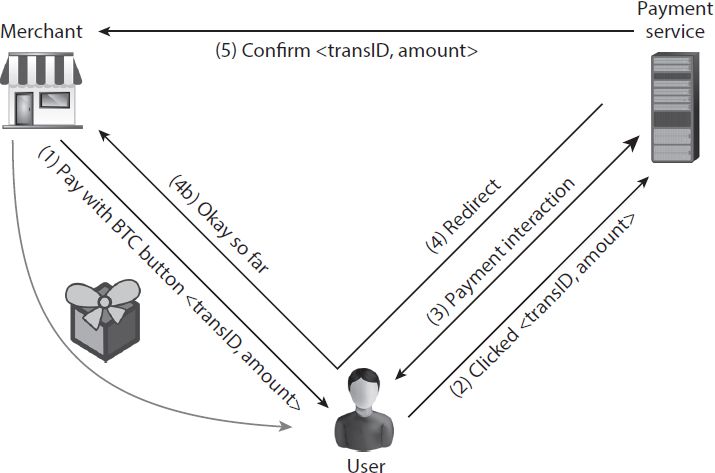 Merchant
Payment
service
(5) Confirm <transID, amount>
(1) Pay with BTC button <transID, amount>
(4b) Okay so far
(4) Redirect
(3) Payment interaction
(2) Clicked <transID, amount>
User